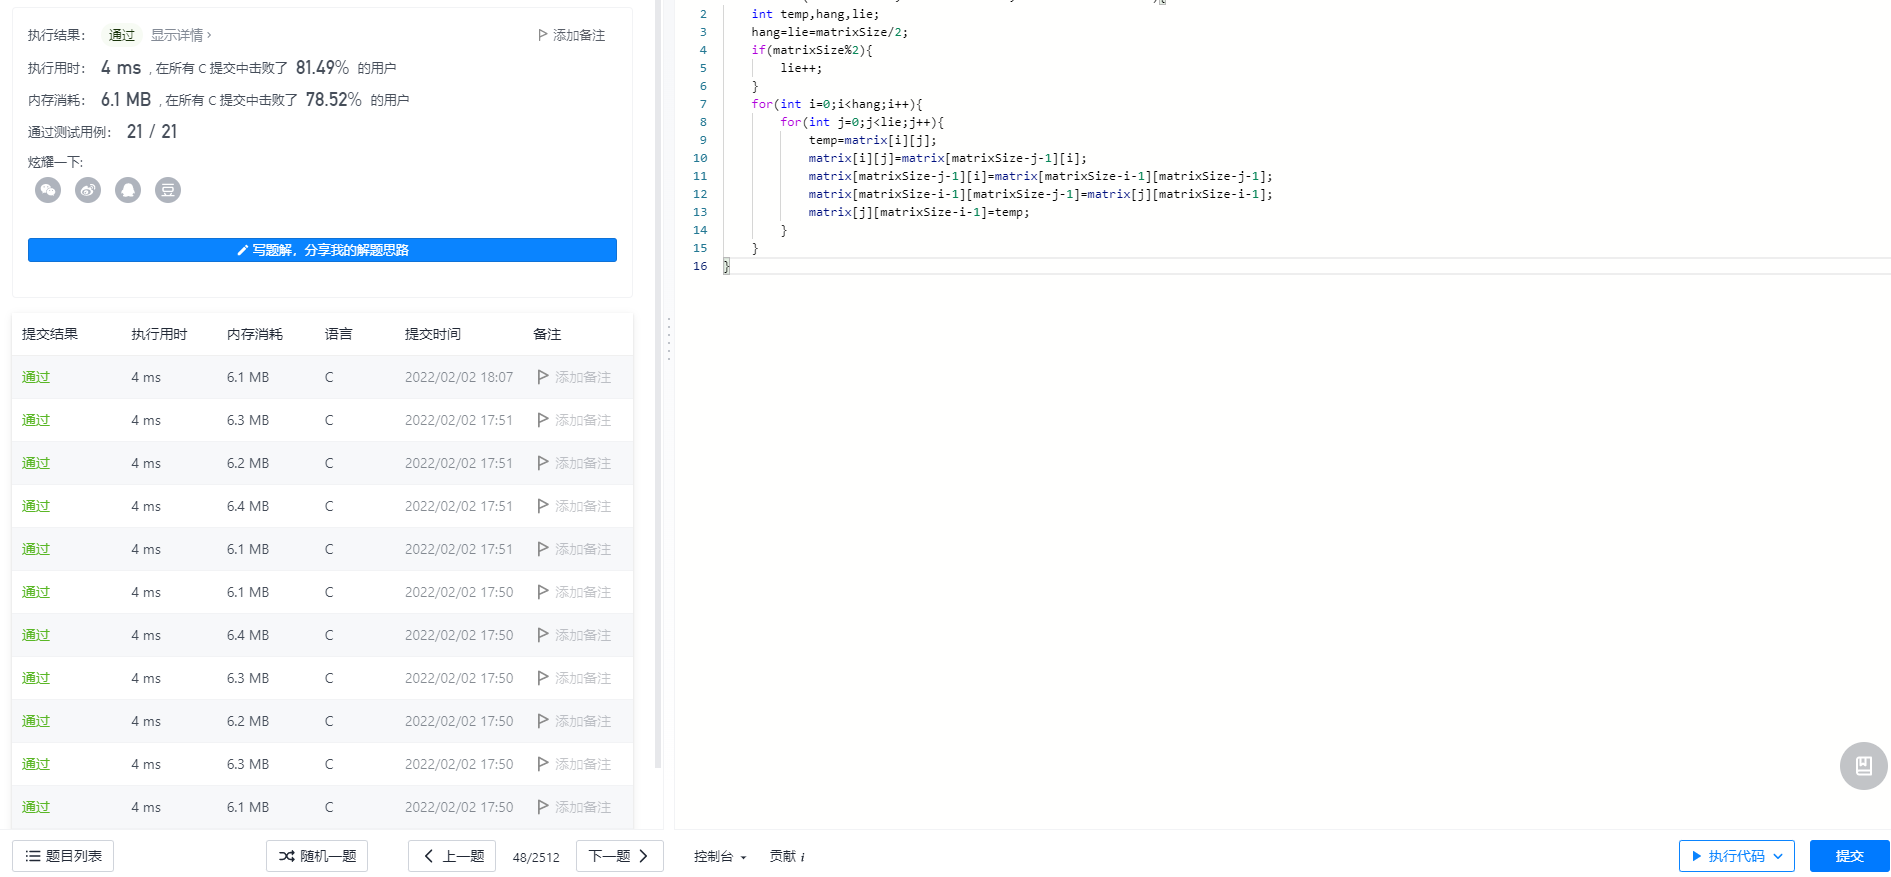 执行结果： 通过 显示详情 › 添加备注
执行用时： 4 ms , 在所有 C 提交中击败了 81.49% 的用户
内存消耗： 6.1 MB , 在所有 C 提交中击败了 78.52% 的用户
通过测试用例： 21 / 21
炫耀一下:
豆
写题解，分享我的解题思路
提交结果 执行用时 内存消耗 语言 提交时间 备注
通过 4 ms 6.1 MB C 2022/02/02 18:07 添加备注
通过 4 ms 6.3 MB C 2022/02/02 17:51 添加备注
通过 4 ms 6.2 MB C 2022/02/02 17:51 添加备注
通过 4 ms 6.4 MB C 2022/02/02 17:51 添加备注
通过 4 ms 6.1 MB C 2022/02/02 17:51 添加备注
通过 4 ms 6.1 MB C 2022/02/02 17:50 添加备注
通过 4 ms 6.4 MB C 2022/02/02 17:50 添加备注
通过 4 ms 6.3 MB C 2022/02/02 17:50 添加备注
通过 4 ms 6.2 MB C 2022/02/02 17:50 添加备注
通过 4 ms 6.3 MB C 2022/02/02 17:50 添加备注
通过 4 ms 6.1 MB C 2022/02/02 17:50 添加备注
2 int temp,hang,lie;
3 hang=lie=matrixSize/2;
4 if(matrixSize%2){
5 lie++;
6 }
7 for(int i=0;i<hang;i++){
8 for(int j=0;j<lie;j++){
9 temp=matrix[i][j];
10 matrix[i][j]=matrix[matrixSize-j-1][i];
11 matrix[matrixSize-j-1][i]=matrix[matrixSize-i-1][matrixSize-j-1];
12 matrix[matrixSize-i-1][matrixSize-j-1]=matrix[j][matrixSize-i-1];
13 matrix[j][matrixSize-i-1]=temp;
14 }
15 }
16 }
题目列表 随机一题 上一题 48/2512 下一题 控制台 贡献 i 执行代码 提交